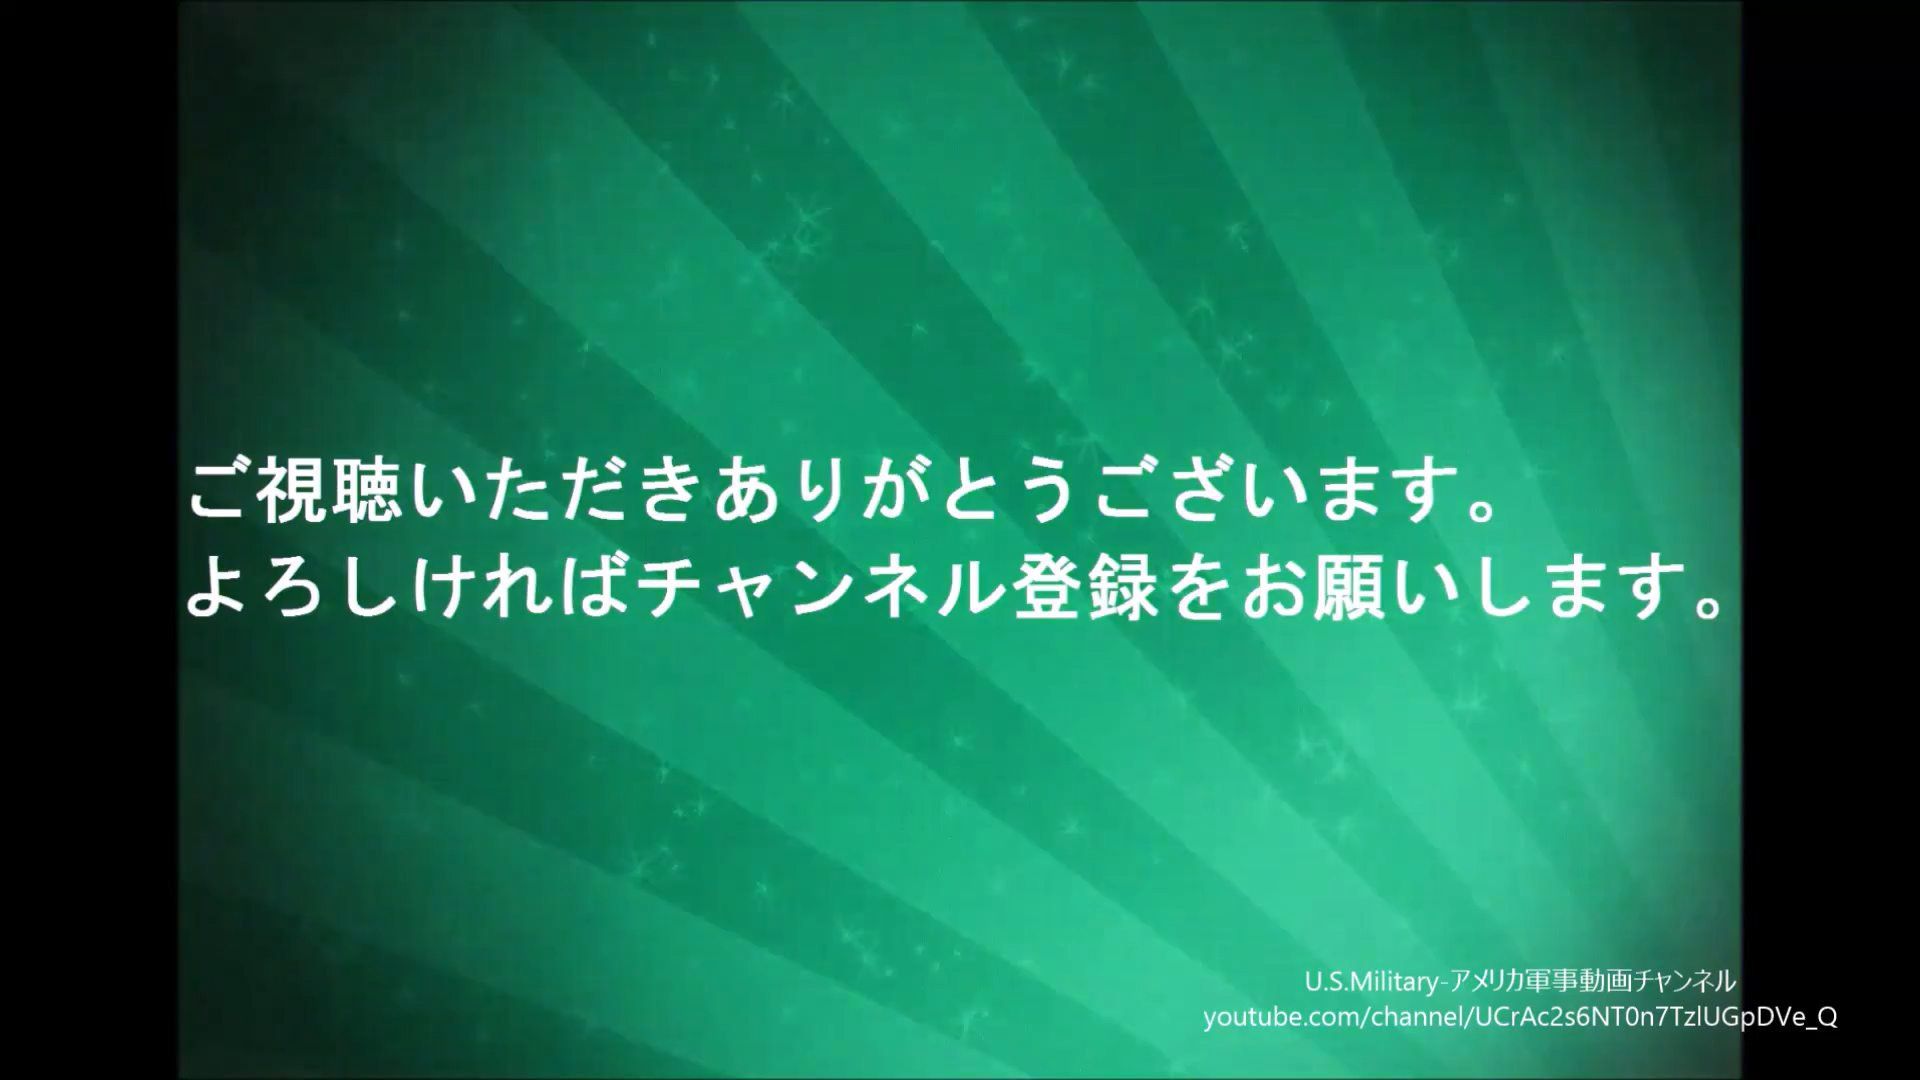 ご視聴いただきありがとうございます。
よろしければチャンネル登録をお願いします。
U.S.Military-アメリカ軍事動画チャンネル
youtube.com/channel/UCrAc2s6NT0n7TzlUGpDVe_Q